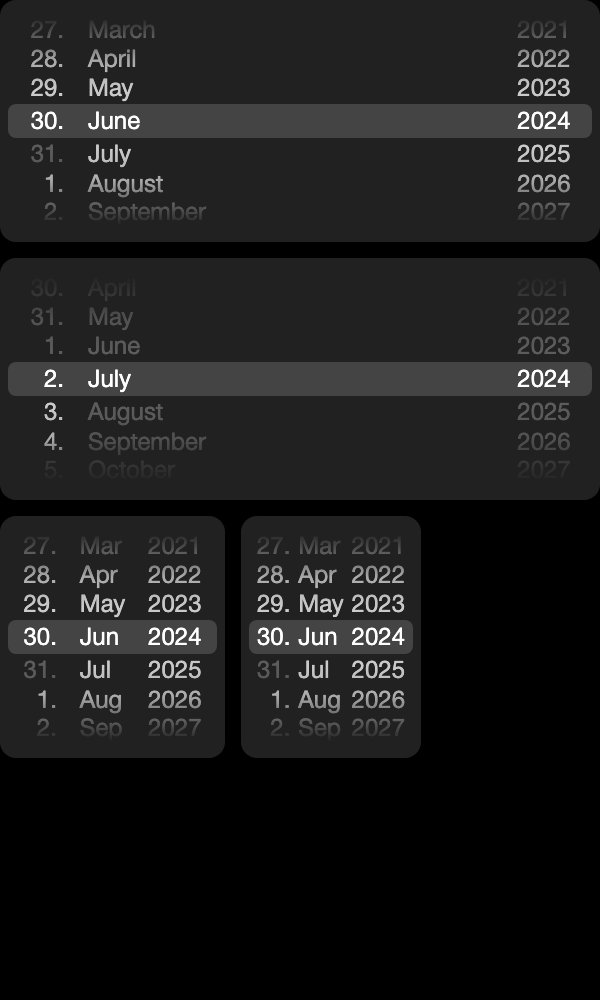 27. March 2021
28. April 2022
29. May 2023
30. June 2024
31. July 2025
1. August 2026
2. September 2027
30. April 2021
31. May 2022
1. June 2023
2. July 2024
3. August 2025
4. September 2026
5. October 2027
27. Mar 2021
28. Apr 2022
29. May 2023
30. Jun 2024
31. Jul 2025
1. Aug 2026
2. Sep 2027
27. Mar 2021
28. Apr 2022
29. May 2023
30. Jun 2024
31. Jul 2025
1. Aug 2026
2. Sep 2027